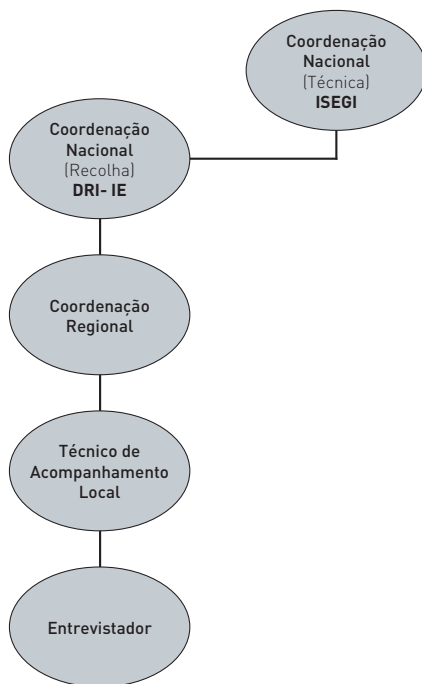 Coordenação
Nacional
(Técnica)
ISEGI
Coordenação
Nacional
(Recolha)
DRI- IE
Coordenação
Regional
Técnico de
Acompanhamento
Local
Entrevistador